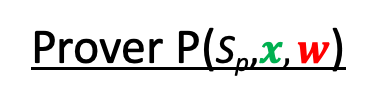 Prover P(Sₚ,x, w)